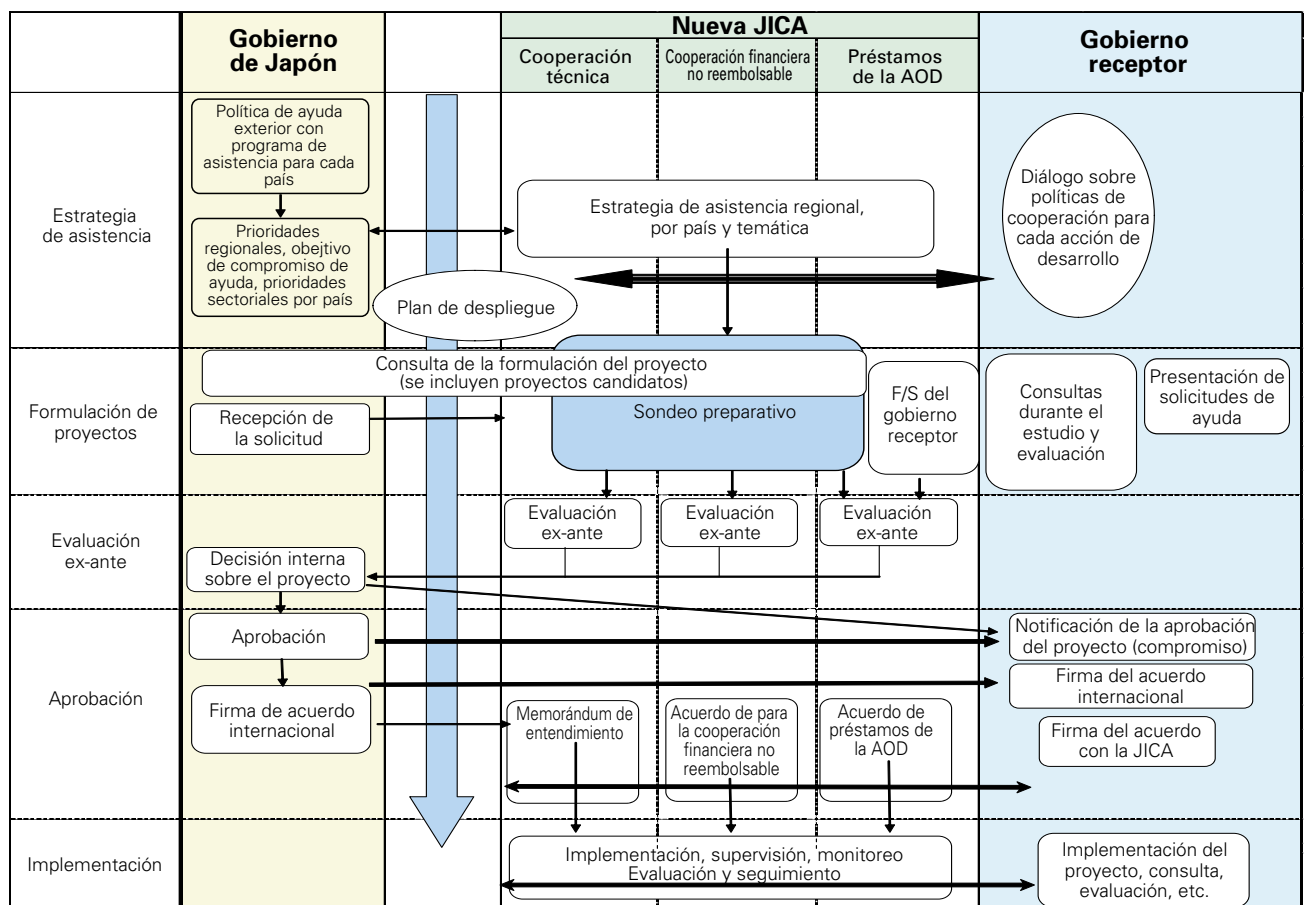 Gobierno
de Japón
Nueva JICA
Cooperación
técnica
Cooperación financiera
no reembolsable
Préstamos
de la AOD
Gobierno
receptor
Estrategia
de asistencia
Política de ayuda
exterior con
programa de
asistencia para cada
país
Prioridades
regionales, obejtivo
de compromiso de
ayuda, prioridades
sectoriales por país
Plan de despliegue
Estrategia de asistencia regional,
por país y temática
Diálogo sobre
políticas de
cooperación para
cada acción de
desarrollo
Formulación de
proyectos
Consulta de la formulación del proyecto
(se incluyen proyectos candidatos)
Recepción de
la solicitud
Sondeo preparativo
F/S del
gobierno
receptor
Consultas
durante el
estudio y
evaluación
Presentación de
solicitudes de
ayuda
Evaluación
ex-ante
Evaluación
ex-ante
Evaluación
ex-ante
Evaluación
ex-ante
Decisión interna
sobre el proyecto
Aprobación
Aprobación
Notificación de la aprobación
del proyecto (compromiso)
Firma de acuerdo
internacional
Firma del acuerdo
internacional
Memorándum de
entendimiento
Acuerdo de para
la cooperación
financiera no
reembolsable
Acuerdo de
préstamos de
la AOD
Firma del acuerdo
con la JICA
Implementación
Implementación, supervisión, monitoreo
Evaluación y seguimiento
Implementación del
proyecto, consulta,
evaluación, etc.